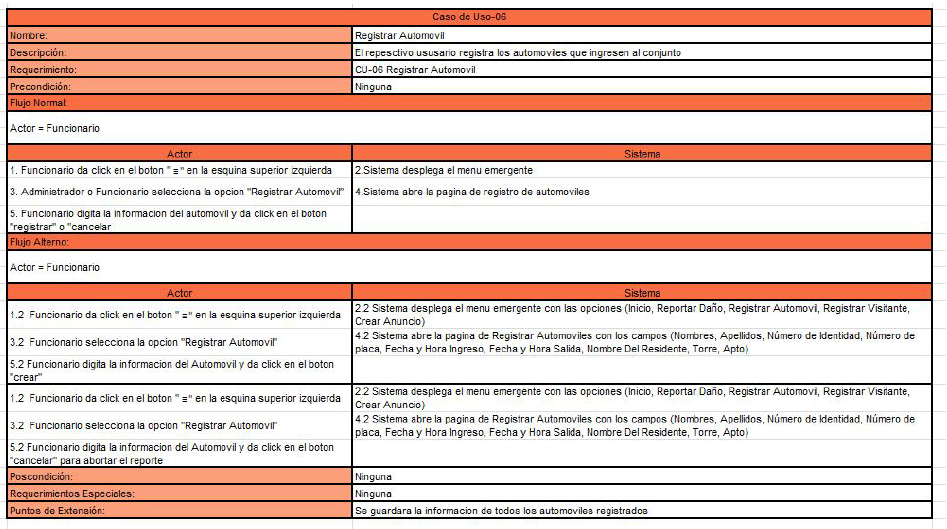 Caso de Uso-06
Nombre: Registrar Automovil
Descripción: El repesctivo ususario registra los automoviles que ingresen al conjunto
Requerimiento: CU-06 Registrar Automovil
Precondición: Ninguna
Flujo Normal:
Actor = Funcionario
Actor Sistema
1. Funcionario da click en el boton " ≡" en la esquina superior izquierda 2.Sistema desplega el menu emergente
3. Administrador o Funcionario selecciona la opcion "Registrar Automovil" 4.Sistema abre la pagina de registro de automoviles
5. Funcionario digita la informacion del automovil y da click en el boton
"registrar" o "cancelar
Flujo Alterno:
Actor = Funcionario
Actor Sistema
1.2 Funcionario da click en el boton " ≡" en la esquina superior izquierda
2.2 Sistema desplega el menu emergente con las opciones (Inicio, Reportar Daño, Registrar Automovi, Registrar Visitante,
Crear Anuncio)
3.2 Funcionario selecciona la opcion "Registrar Automovil"
4.2 Sistema abre la pagina de Registrar Automoviles con los campos (Nombres, Apellidos, Número de Identidad, Número de
placa, Fecha y Hora Ingreso, Fecha y Hora Salida, Nombre Del Residente, Torre, Apto)
5.2 Funcionario digita la informacion del Automovil y da click en el boton
"crear"
1.2 Funcionario da click en el boton " ≡" en la esquina superior izquierda
2.2 Sistema desplega el menu emergente con las opciones (Inicio, Reportar Daño, Registrar Automovi, Registrar Visitante,
Crear Anuncio)
3.2 Funcionario selecciona la opcion "Registrar Automovil"
4.2 Sistema abre la pagina de Registrar Automoviles con los campos (Nombres, Apellidos, Número de Identidad, Número de
placa, Fecha y Hora Ingreso, Fecha y Hora Salida, Nombre Del Residente, Torre, Apto)
5.2 Funcionario digita la informacion del Automovil y da click en el boton
"cancelar" para abortar el reporte
Poscondición: Ninguna
Requerimientos Especiales: Ninguna
Puntos de Extensión: Se guardara la informacion de todos los automoviles registrados